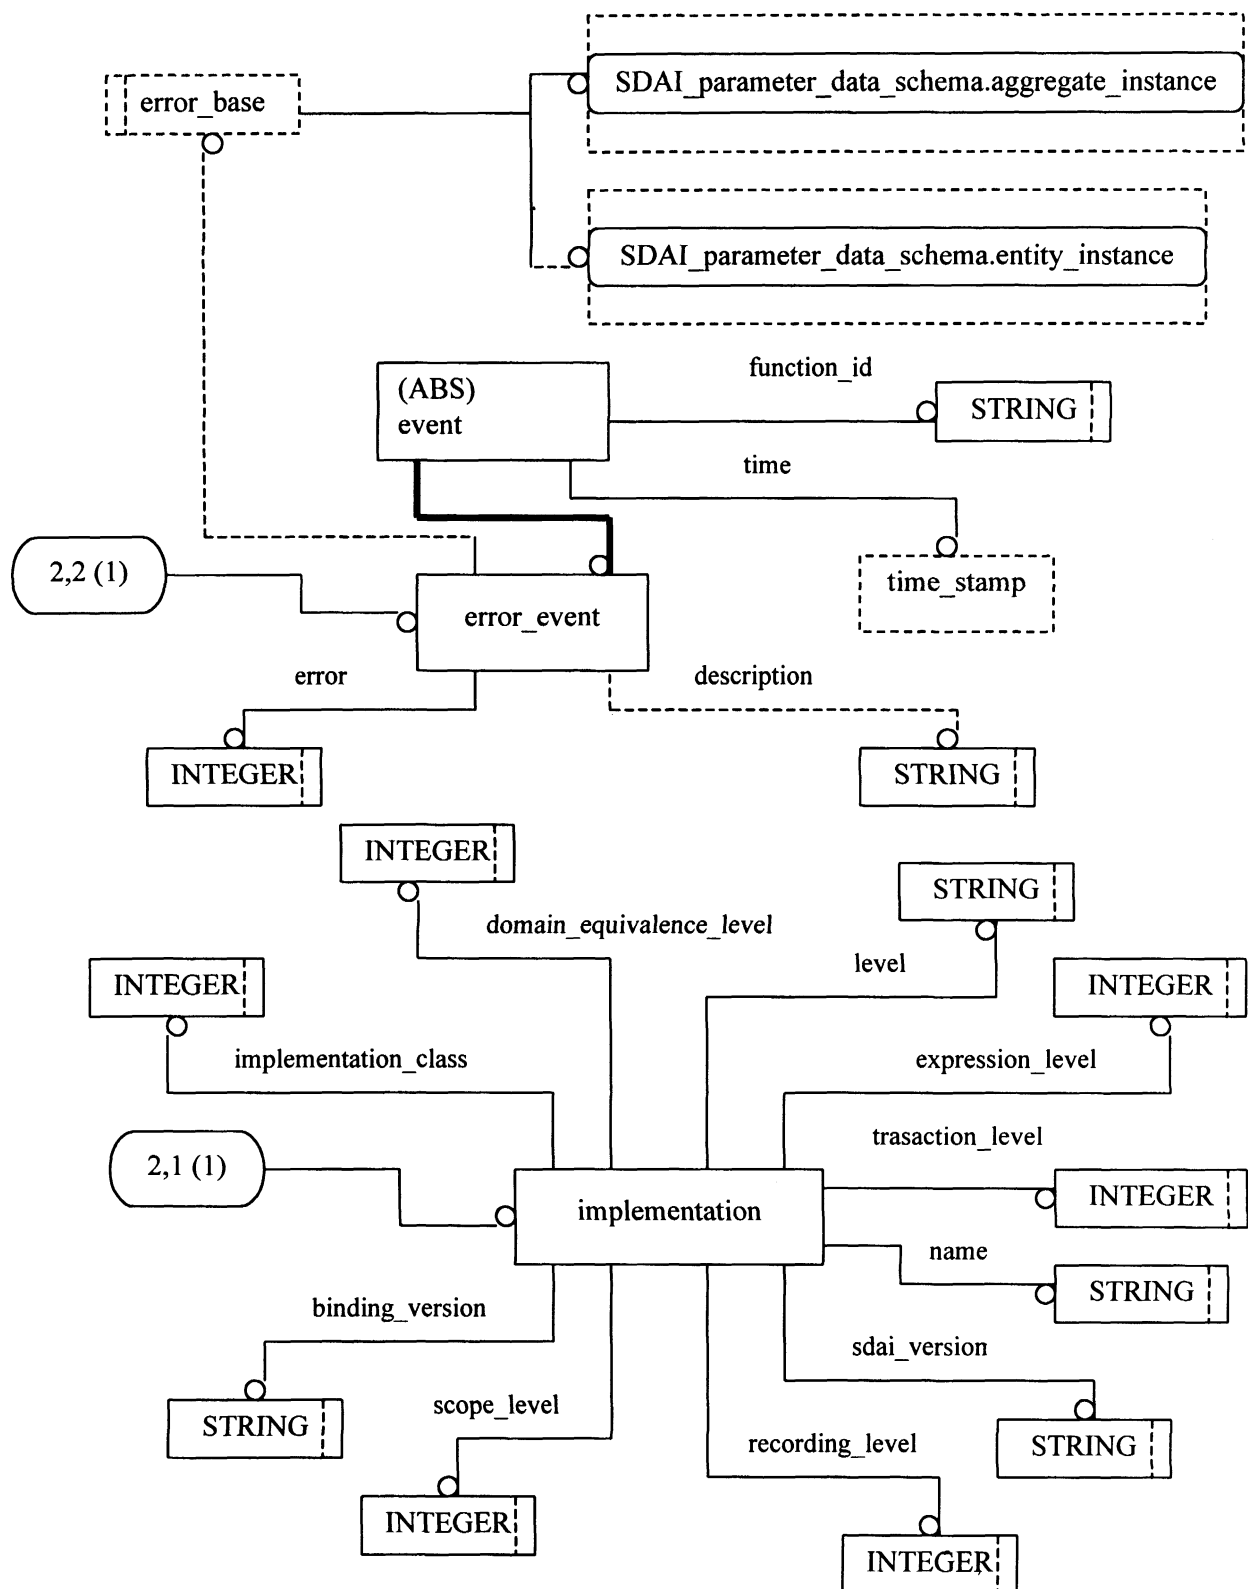 SDAI_parameter_data_schema.aggregate_instance
error_base
SDAI_parameter_data_schema.entity_instance
function_id
(ABS)
event
STRING
time
2,2 (1)
time_stamp
error_event
error
description
INTEGER
STRING
INTEGER
STRING
domain_equivalence_level
level
INTEGER
INTEGER
implementation_class
expression_level
trasaction_level
2,1 (1)
INTEGER
implementation
name
STRING
binding_version
sdai_version
scope_level
STRING
recording_level
STRING
INTEGER
INTEGER